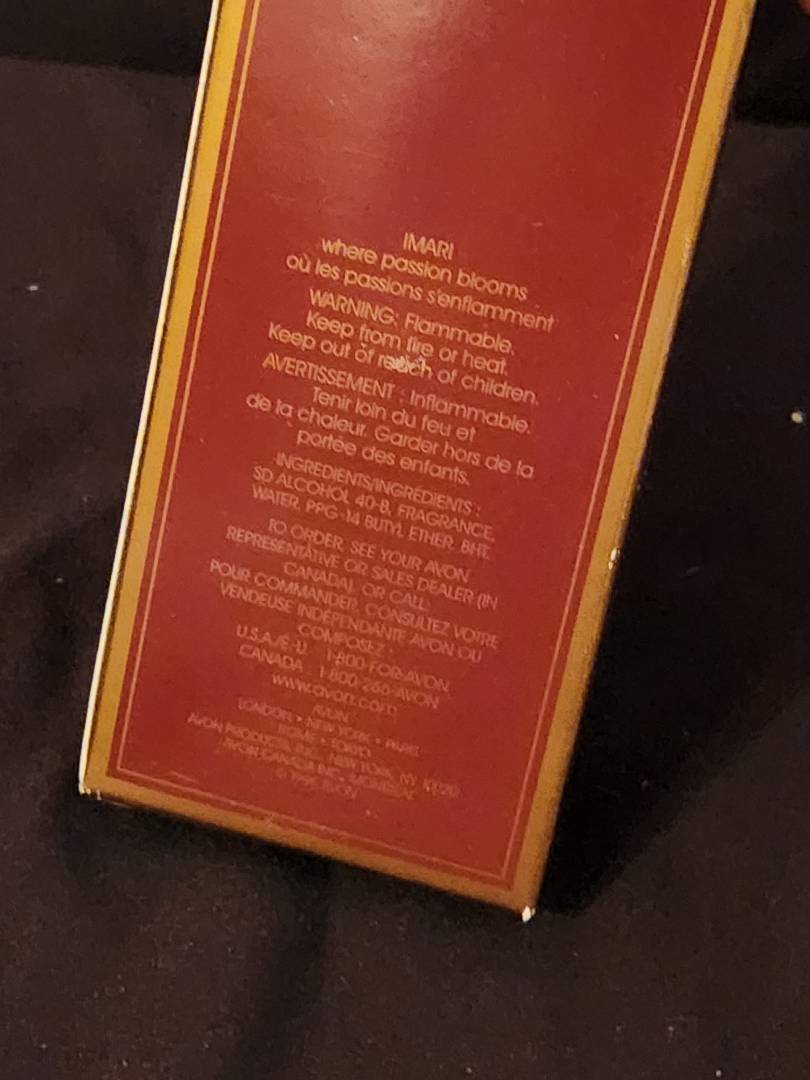 IMARI
where passion blooms
où les passions s'enflamment
WARNING: Flammable.
Keep from fire or heat.
Keep out of reach of children.
AVERTISSEMENT : Inflammable.
Tenir loin du feu et
de la chaleur. Garder hors de la
portée des enfants.
INGREDIENTS/INGRÉDIENTS :
SD ALCOHOL 40-B, FRAGRANCE,
WATER, PPG-14 BUTYL ETHER, BHT.
TO ORDER, SEE YOUR AVON
REPRESENTATIVE OR SALES DEALER (IN
CANADA), OR CALL:
POUR COMMANDER, CONSULTEZ VOTRE
VENDEUSE INDÉPENDANTE AVON OU
COMPOSEZ :
U.S.A./É.-U. 1-800-FOR-AVON
CANADA 1-800-265-AVON
www.avon.com
AVON
LONDON • NEW YORK • PARIS
TOKYO
AVON PRODUCTS, INC., NEW YORK, NY
AVON CANADA INC., MONTRÉAL
AVON